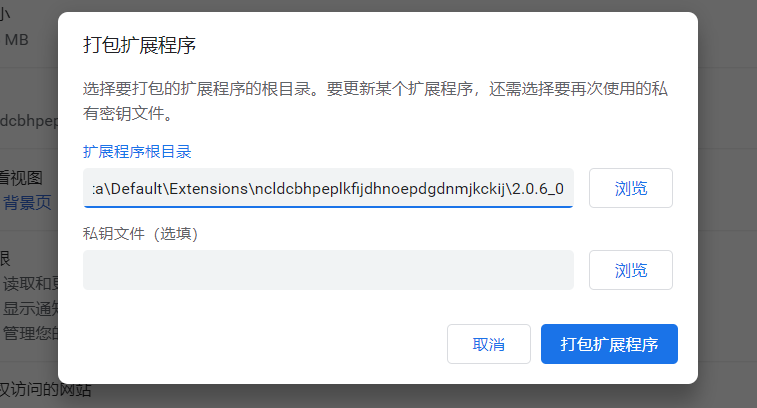 小
MB
打包扩展程序
选择要打包的扩展程序的根目录。要更新某个扩展程序，还需选择要再次使用的私
有密钥文件。
dcbhpep
扩展程序根目录
看视图
:a\Default\Extensions\ncldcbhpeplkfijdhnoepdgdnmjkckij\2.0.6_0
浏览
背景页
私钥文件（选填）
限
浏览
读取和更
显示通知
管理您的
取消
打包扩展程序
权访问的网站